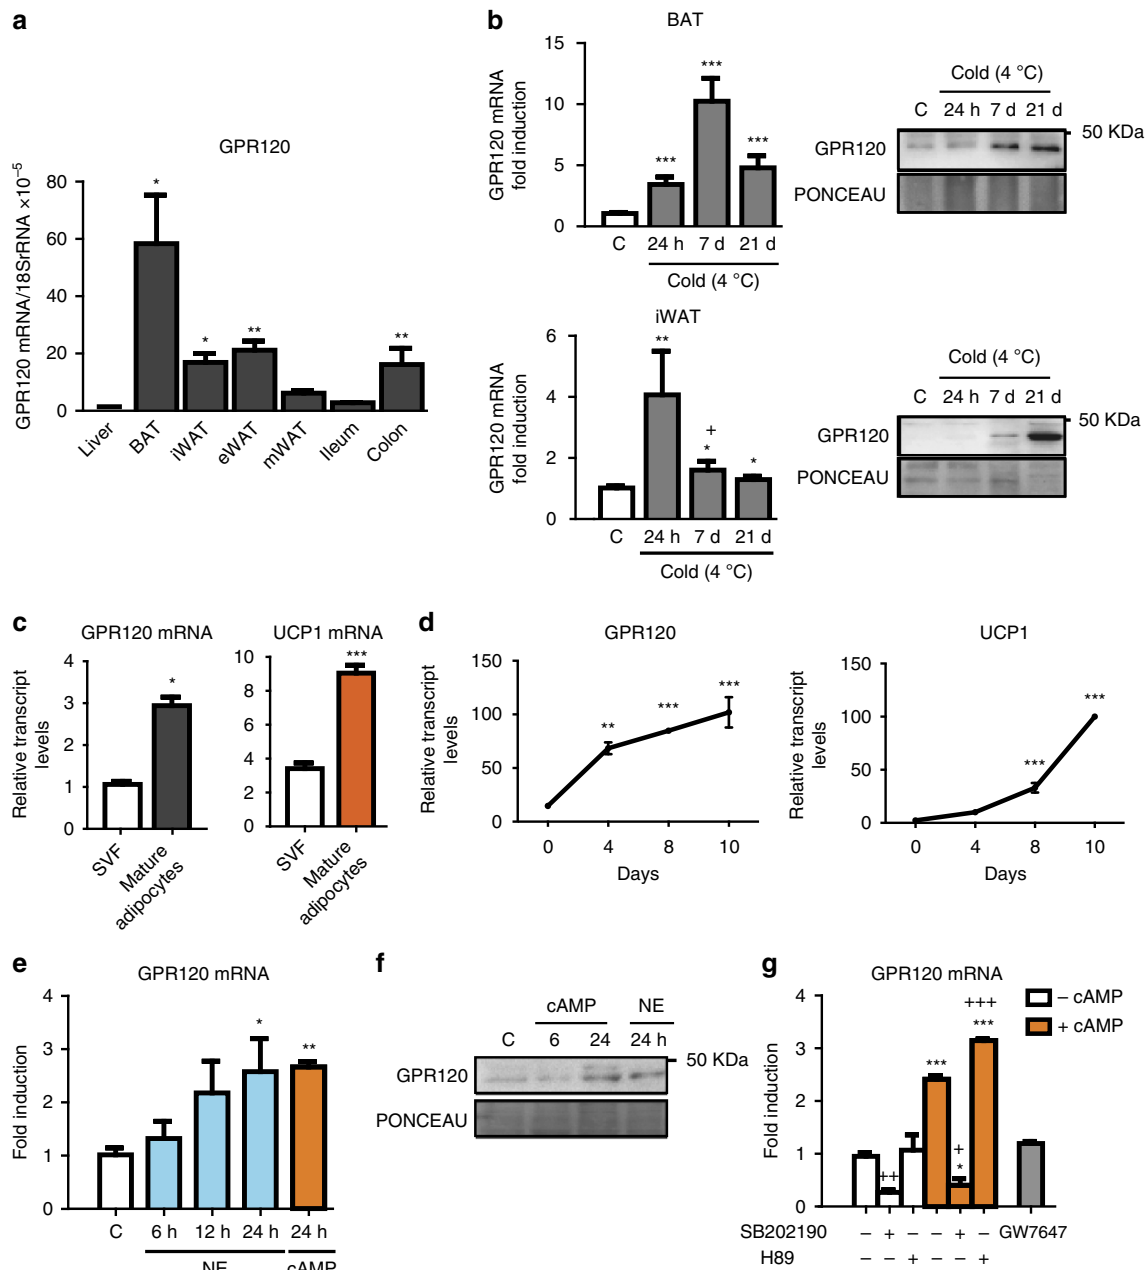 a
GPR120
GPR120 mRNA/18SrRNA ×10⁻⁵
80
60
40
20
0
* * ** **
Liver BAT iWAT eWAT mWAT Ileum Colon
b
BAT
GPR120 mRNA
fold induction
15
10
5
0
*** *** ***
C 24 h 7 d 21 d
Cold (4 °C)
Cold (4 °C)
C 24 h 7 d 21 d
50 KDa
GPR120
PONCEAU
iWAT
GPR120 mRNA
fold induction
6
4
2
0
**
+
* *
C 24 h 7 d 21 d
Cold (4 °C)
Cold (4 °C)
C 24 h 7 d 21 d
50 KDa
GPR120
PONCEAU
c
GPR120 mRNA
Relative transcript
levels
4
3
2
1
0
*
SVF Mature
adipocytes
UCP1 mRNA
10
8
6
4
2
0
***
SVF Mature
adipocytes
d
GPR120
Relative transcript
levels
150
100
50
0
** *** ***
0 4 8 10
Days
UCP1
Relative transcript
levels
150
100
50
0
*** ***
0 4 8 10
Days
e
GPR120 mRNA
Fold induction
4
3
2
1
0
* **
C 6 h 12 h 24 h 24 h
NE cAMP
f
cAMP NE
C 6 24 24 h
50 KDa
GPR120
PONCEAU
g
GPR120 mRNA
– cAMP
+ cAMP
Fold induction
4
3
2
1
0
++
***
+
*
+++
***
SB202190 – + – – + – GW7647
H89 – – + – – +